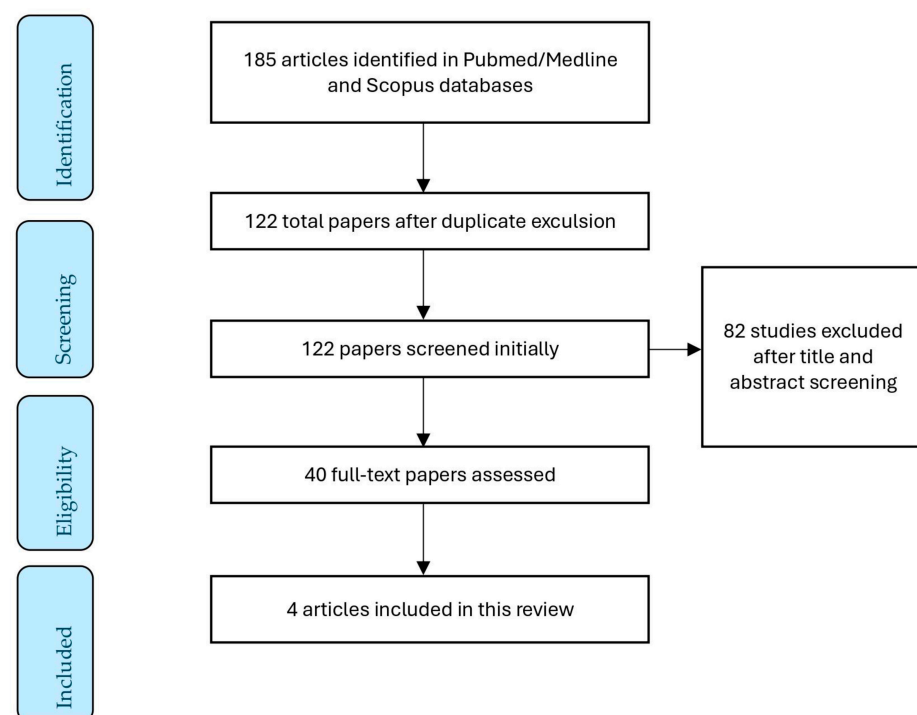 Identification
185 articles identified in Pubmed/Medline
and Scopus databases
122 total papers after duplicate exculsion
Screening
122 papers screened initially
82 studies excluded
after title and
abstract screening
Eligibility
40 full-text papers assessed
Included
4 articles included in this review